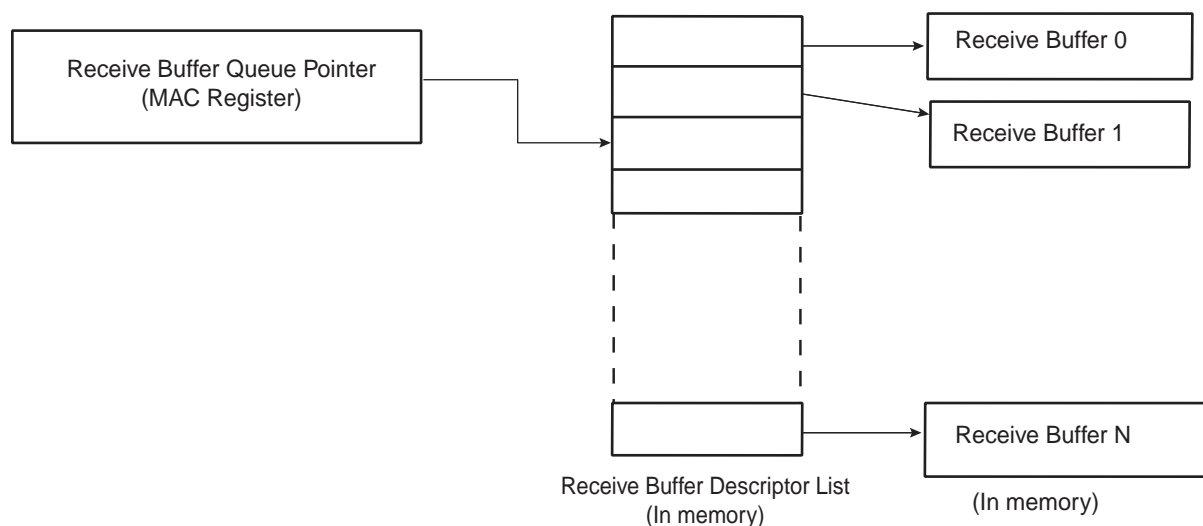 Receive Buffer Queue Pointer
(MAC Register)
Receive Buffer 0
Receive Buffer 1
Receive Buffer N
Receive Buffer Descriptor List
(In memory)
(In memory)